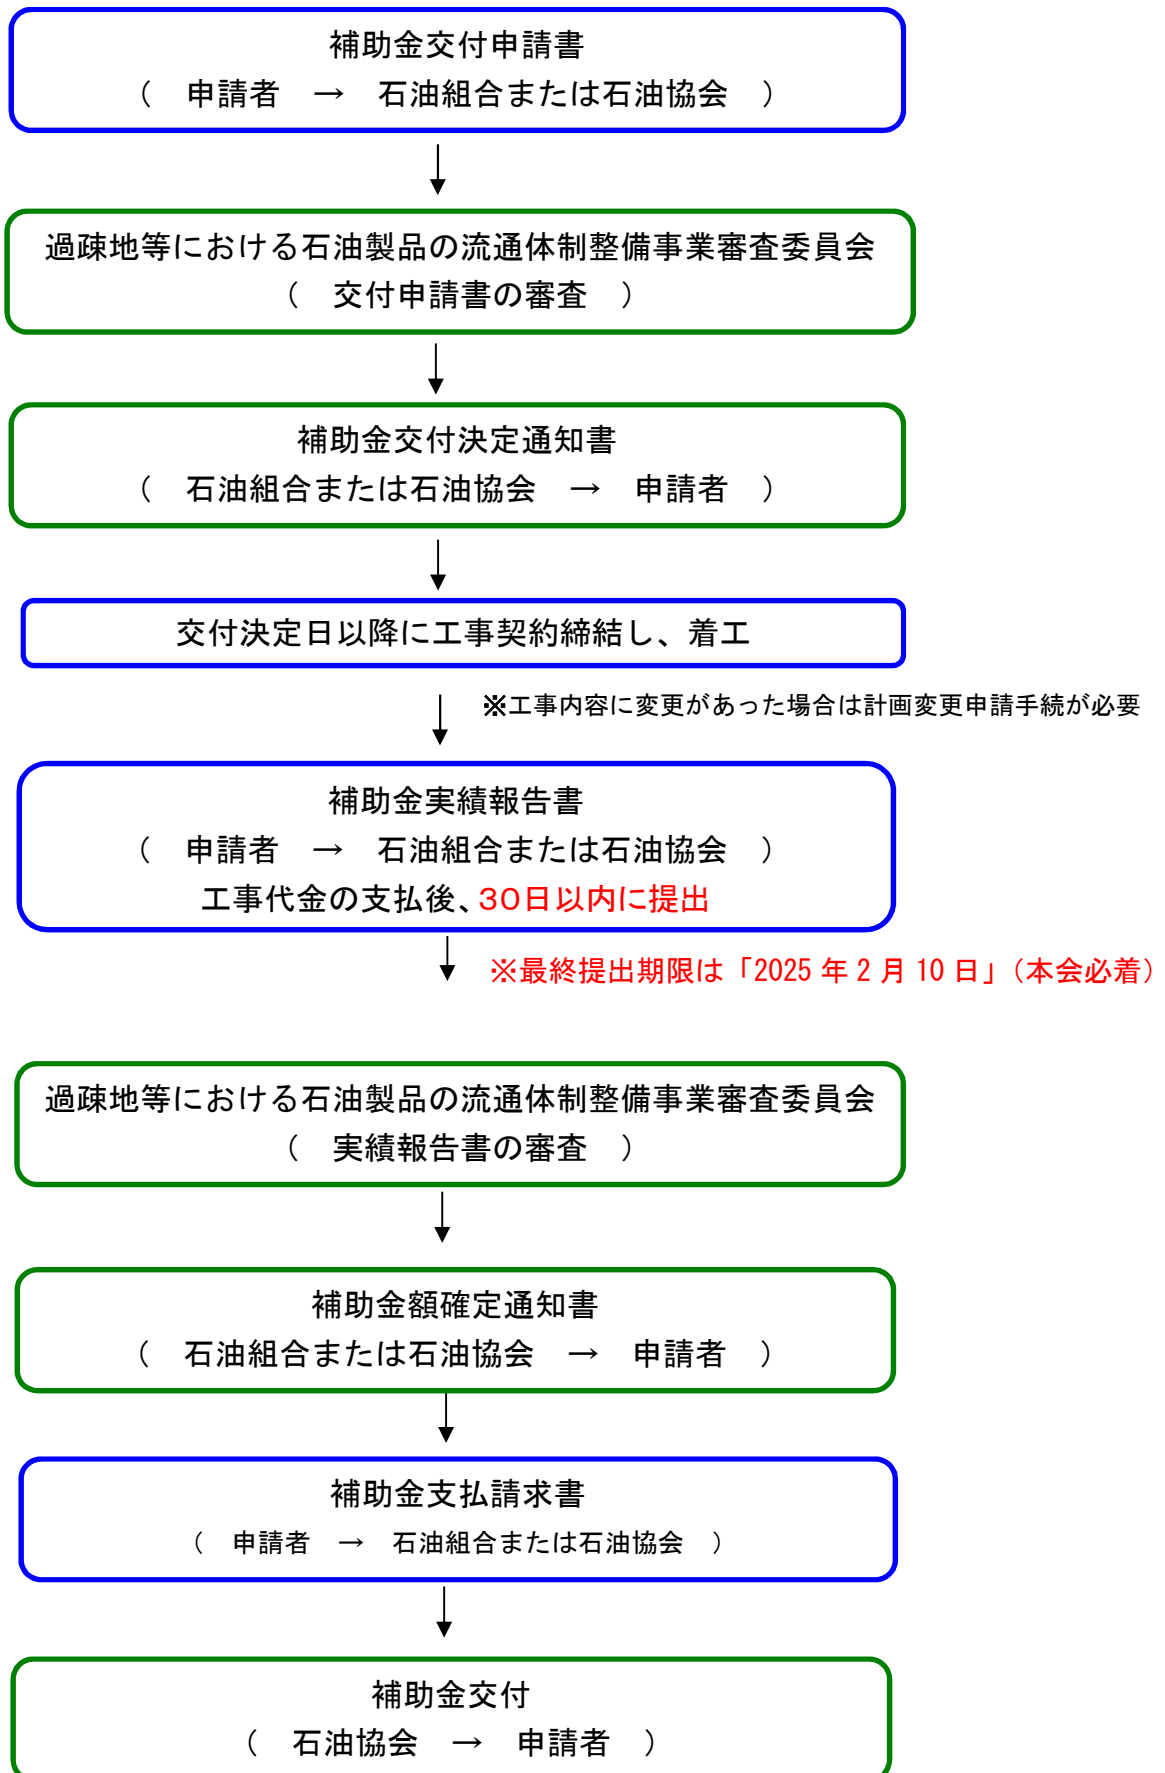 補助金交付申請書
（　申請者　→　石油組合または石油協会　）
過疎地等における石油製品の流通体制整備事業審査委員会
（　交付申請書の審査　）
補助金交付決定通知書
（　石油組合または石油協会　→　申請者　）
交付決定日以降に工事契約締結し、着工
※工事内容に変更があった場合は計画変更申請手続が必要
補助金実績報告書
（　申請者　→　石油組合または石油協会　）
工事代金の支払後、３０日以内に提出
※最終提出期限は「2025 年 2 月 10 日」（本会必着）
過疎地等における石油製品の流通体制整備事業審査委員会
（　実績報告書の審査　）
補助金額確定通知書
（　石油組合または石油協会　→　申請者　）
補助金支払請求書
（　申請者　→　石油組合または石油協会　）
補助金交付
（　石油協会　→　申請者　）